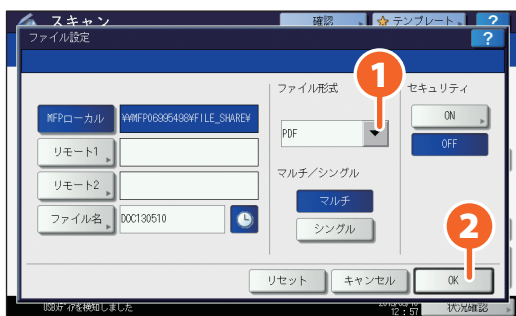 スキャン
確認
テンプレート
?
ファイル設定
?
ファイル形式
セキュリティ
1
MFPローカル
¥¥MFP06995498¥FILE_SHARE¥
ON
PDF
OFF
リモート1
マルチ/シングル
リモート2
マルチ
ファイル名
DOC130510
シングル
2
リセット
キャンセル
OK
USBﾒﾃﾞｨｱを検知しました
12:57
状況確認